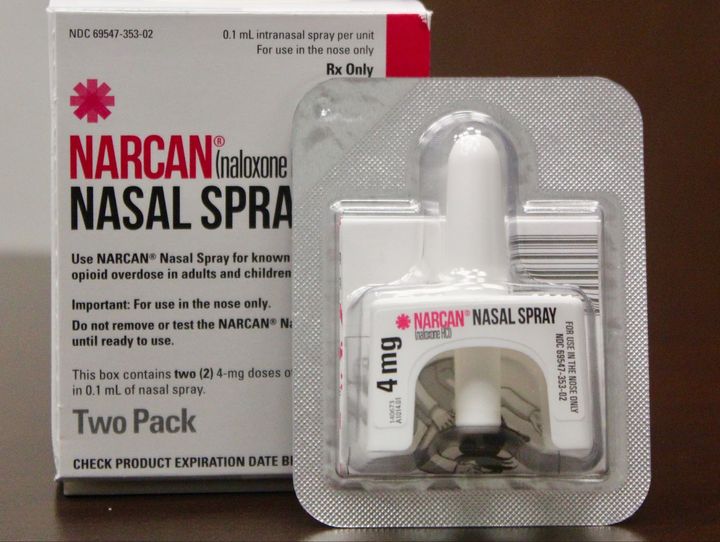 NDC 69547-353-02
0.1 mL intranasal spray per unit
For use in the nose only
Rx Only
NARCAN® (naloxone
NASAL SPRA
Use NARCAN® Nasal Spray for known
opioid overdose in adults and children
Important: For use in the nose only.
Do not remove or test the NARCAN® Na
until ready to use.
This box contains two (2) 4-mg doses o
in 0.1 mL of nasal spray.
Two Pack
CHECK PRODUCT EXPIRATION DATE BE
NARCAN® NASAL SPRAY
(naloxone HCl)
4 mg
FOR USE IN THE NOSE ONLY
NDC 69547-353-02